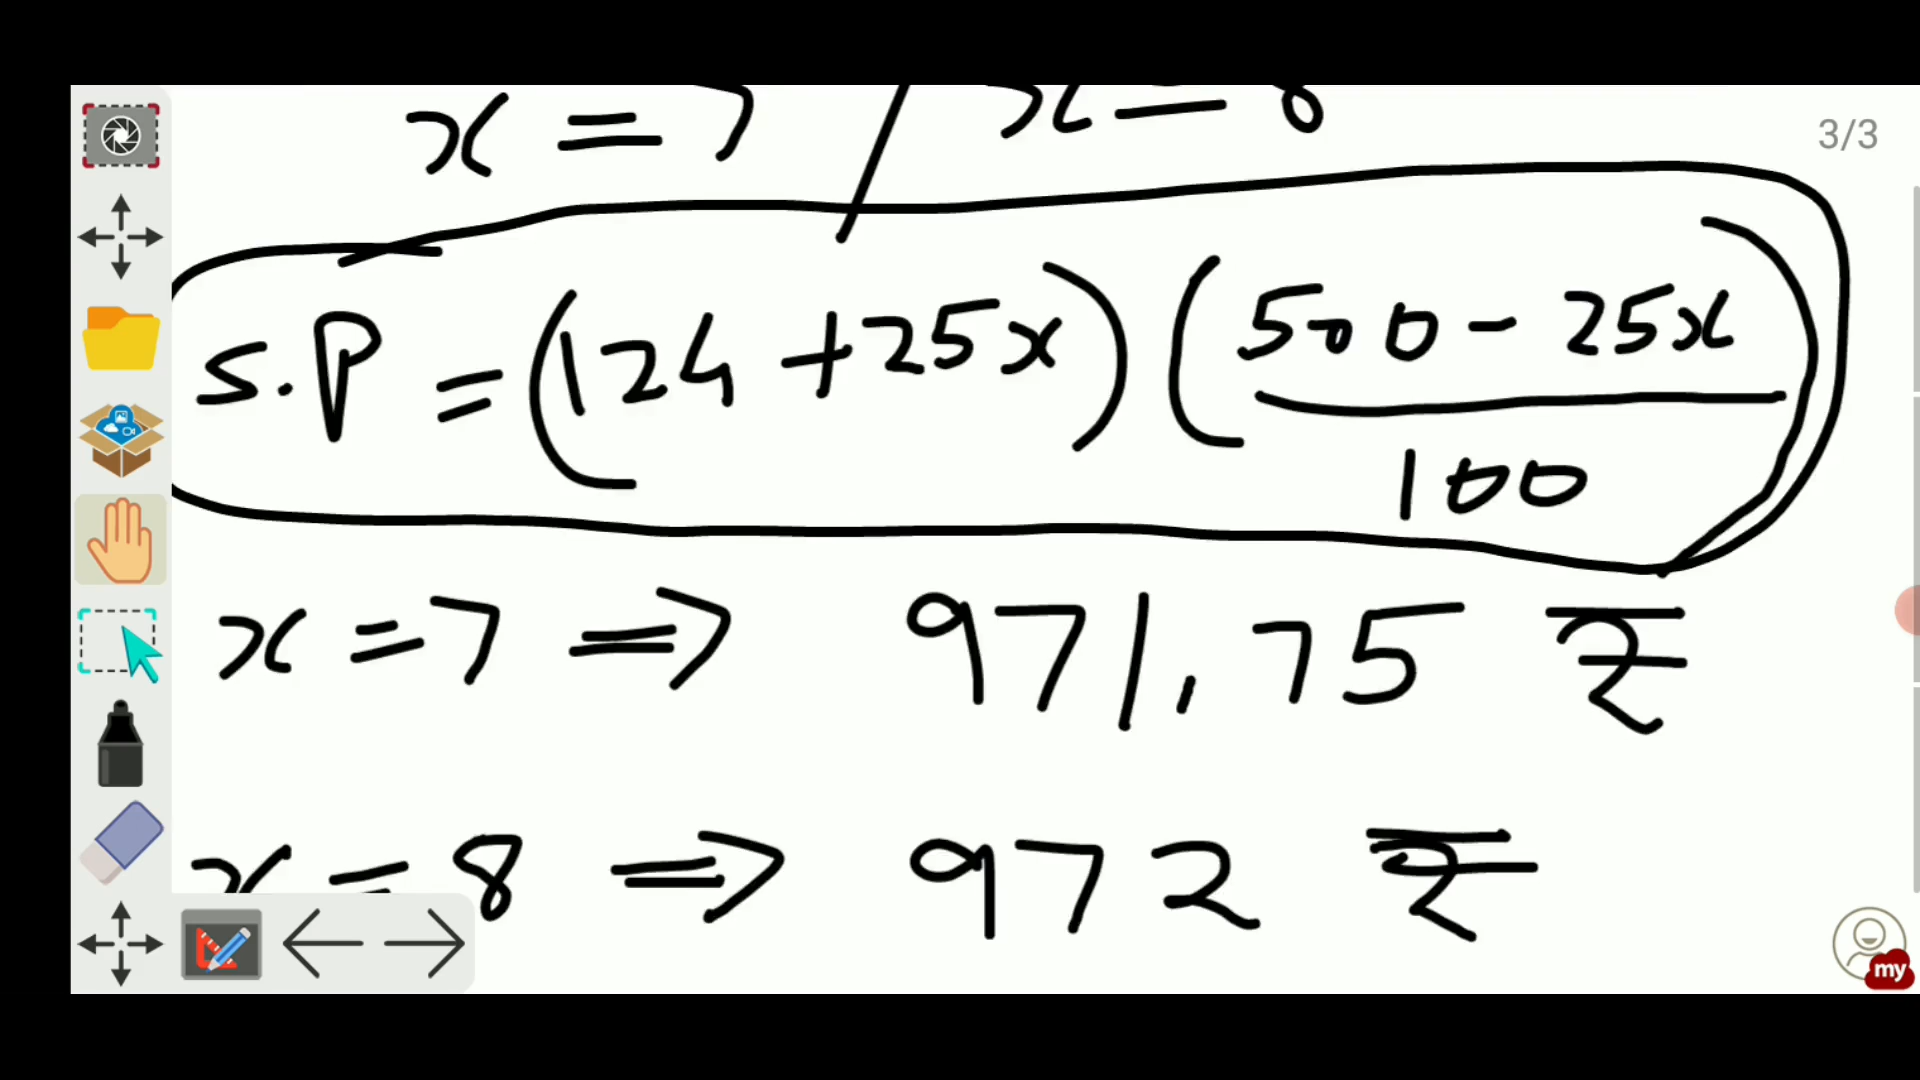 x = 7 / x = 8
3/3
S.P = (124 + 25x) (500 - 25x / 100)
x = 7 ⇒ 971.75 ₹
x = 8 ⇒ 972 ₹
my